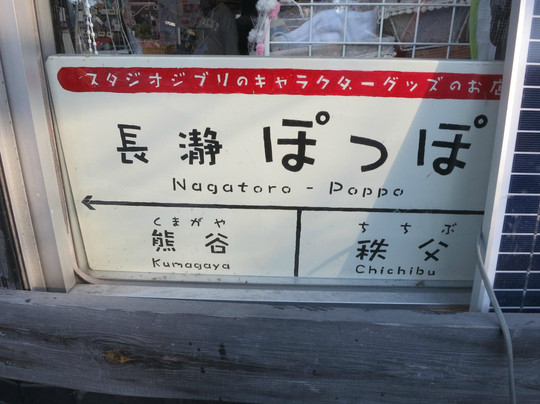 スタジオジブリのキャラクターグッズのお店
長瀞 ぽっぽ
Nagatoro - Poppo
くまがや ちちぶ
熊谷 秩父
Kumagaya Chichibu